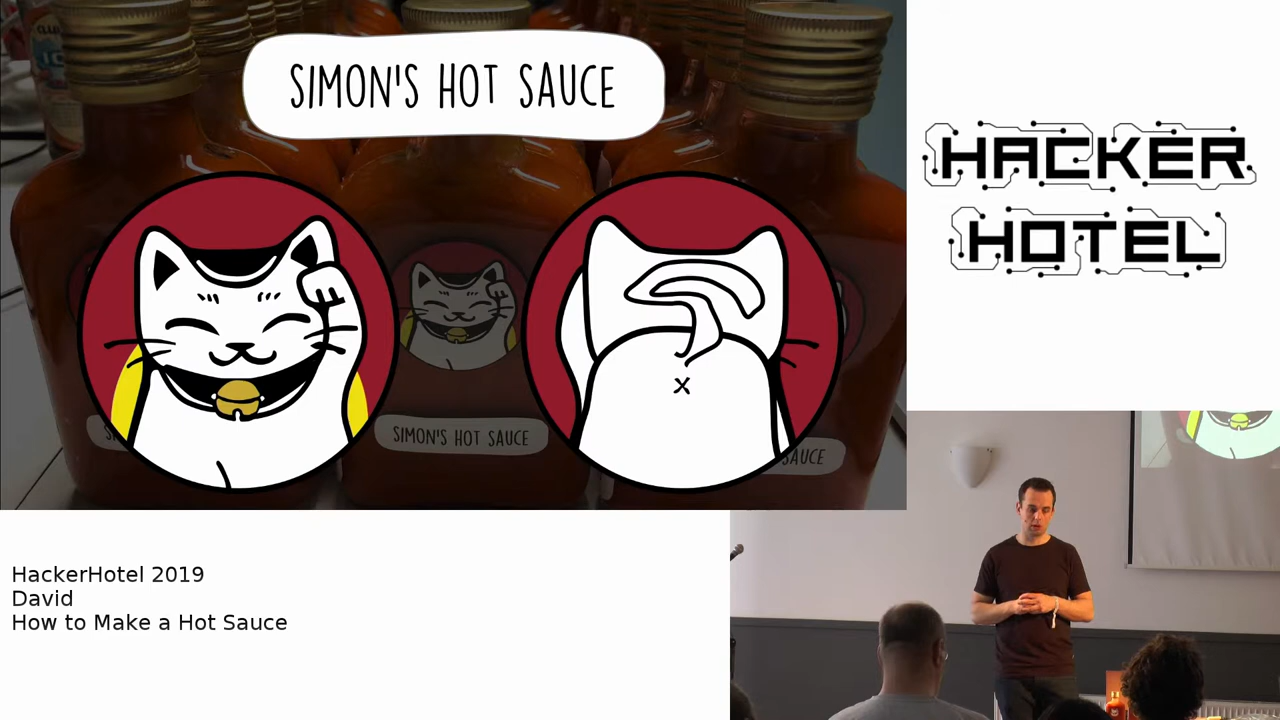 SIMON'S HOT SAUCE
SIMON'S HOT SAUCE
SAUCE
HACKER
HOTEL
HackerHotel 2019
David
How to Make a Hot Sauce